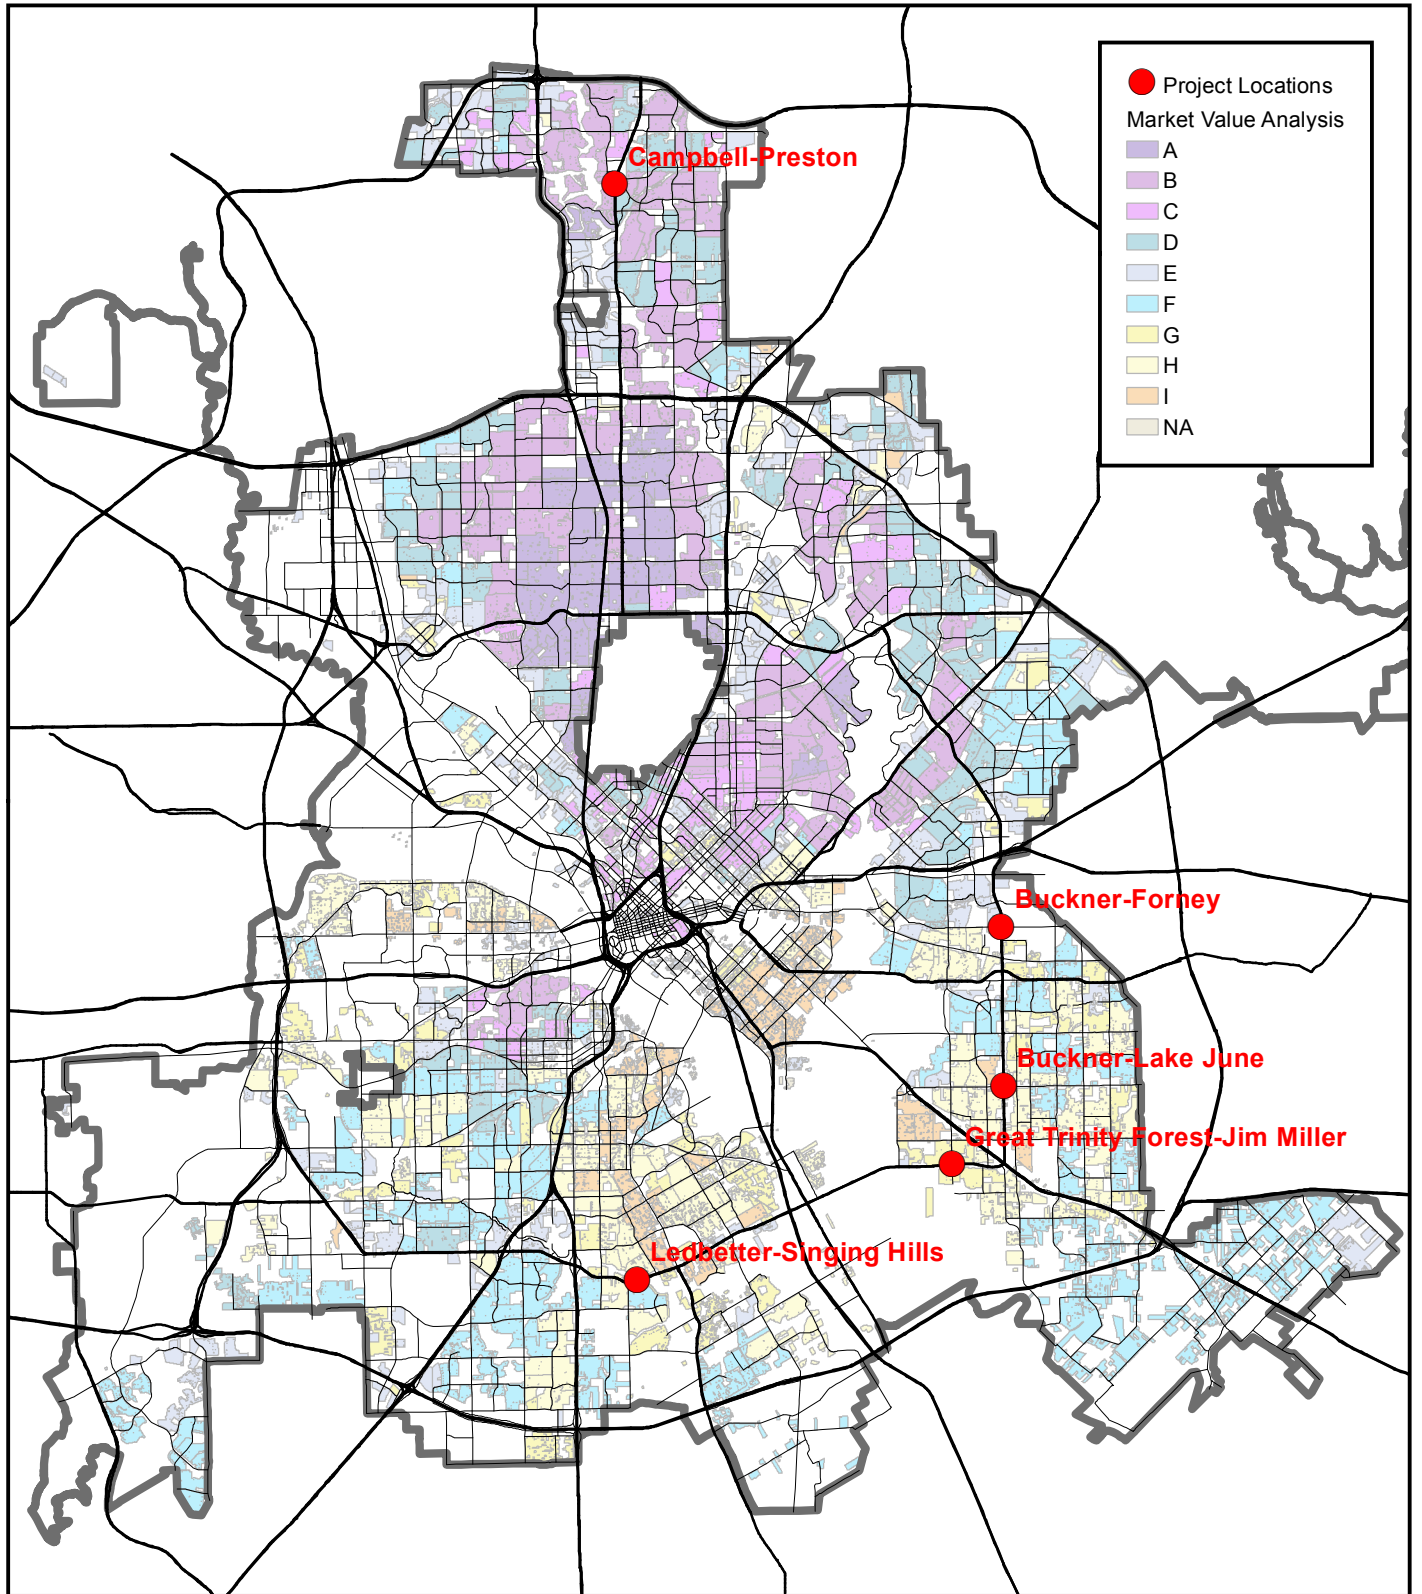 Project Locations
Market Value Analysis
A
B
C
D
E
F
G
H
I
NA
Campbell-Preston
Buckner-Forney
Buckner-Lake June
Great Trinity Forest-Jim Miller
Ledbetter-Singing Hills